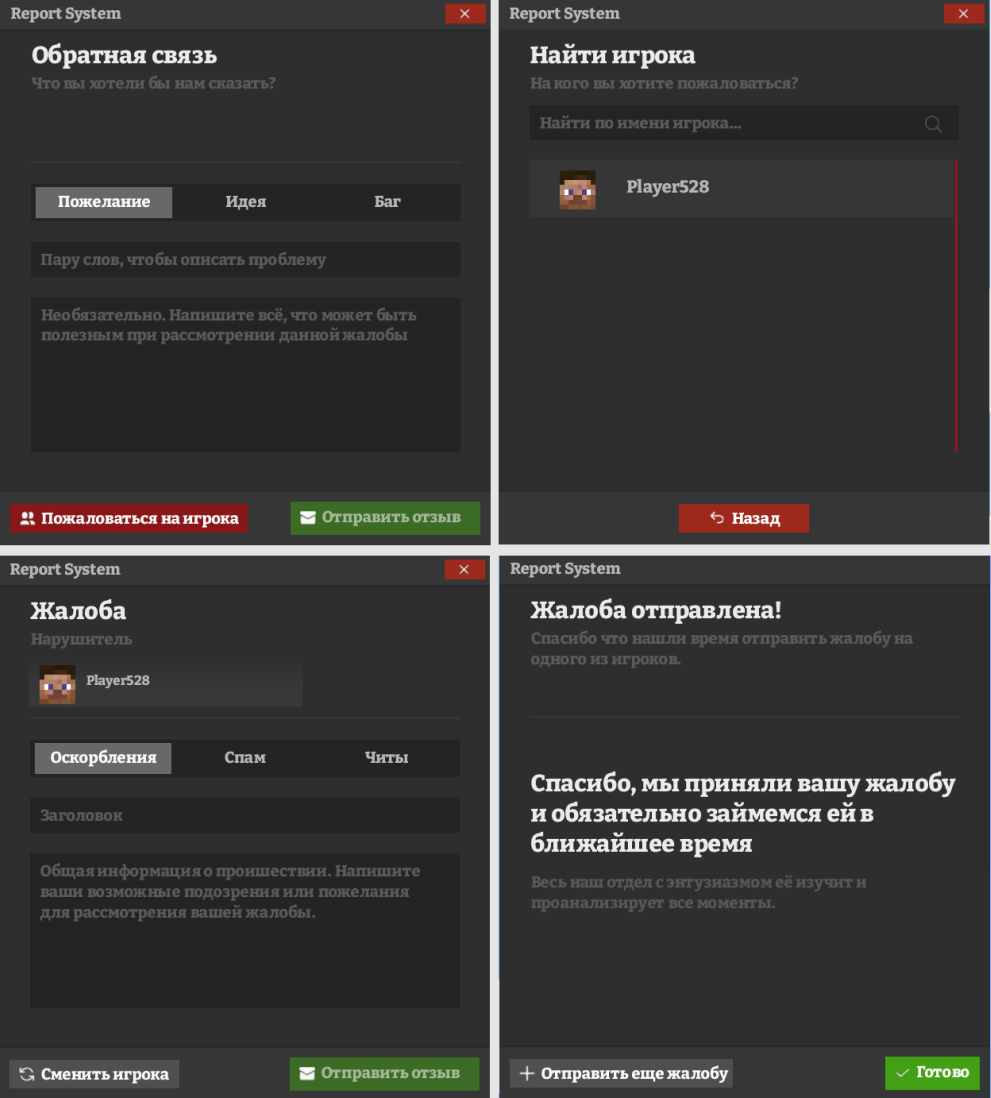 Report System
Обратная связь
Что вы хотели бы нам сказать?
Пожелание
Идея
Баг
Пару слов, чтобы описать проблему
Необязательно. Напишите всё, что может быть
полезным при рассмотрении данной жалобы
Пожаловаться на игрока
Отправить отзыв
Report System
Найти игрока
На кого вы хотите пожаловаться?
Найти по имени игрока...
Player528
Назад
Report System
Жалоба
Нарушитель
Player528
Оскорбления
Спам
Читы
Заголовок
Общая информация о проишествии. Напишите
ваши возможные подозрения или пожелания
для рассмотрения вашей жалобы.
Сменить игрока
Отправить отзыв
Report System
Жалоба отправлена!
Спасибо что нашли время отправить жалобу на
одного из игроков.
Спасибо, мы приняли вашу жалобу
и обязательно займемся ей в
ближайшее время
Весь наш отдел с энтузиазмом её изучит и
проанализирует все моменты.
Отправить еще жалобу
Готово